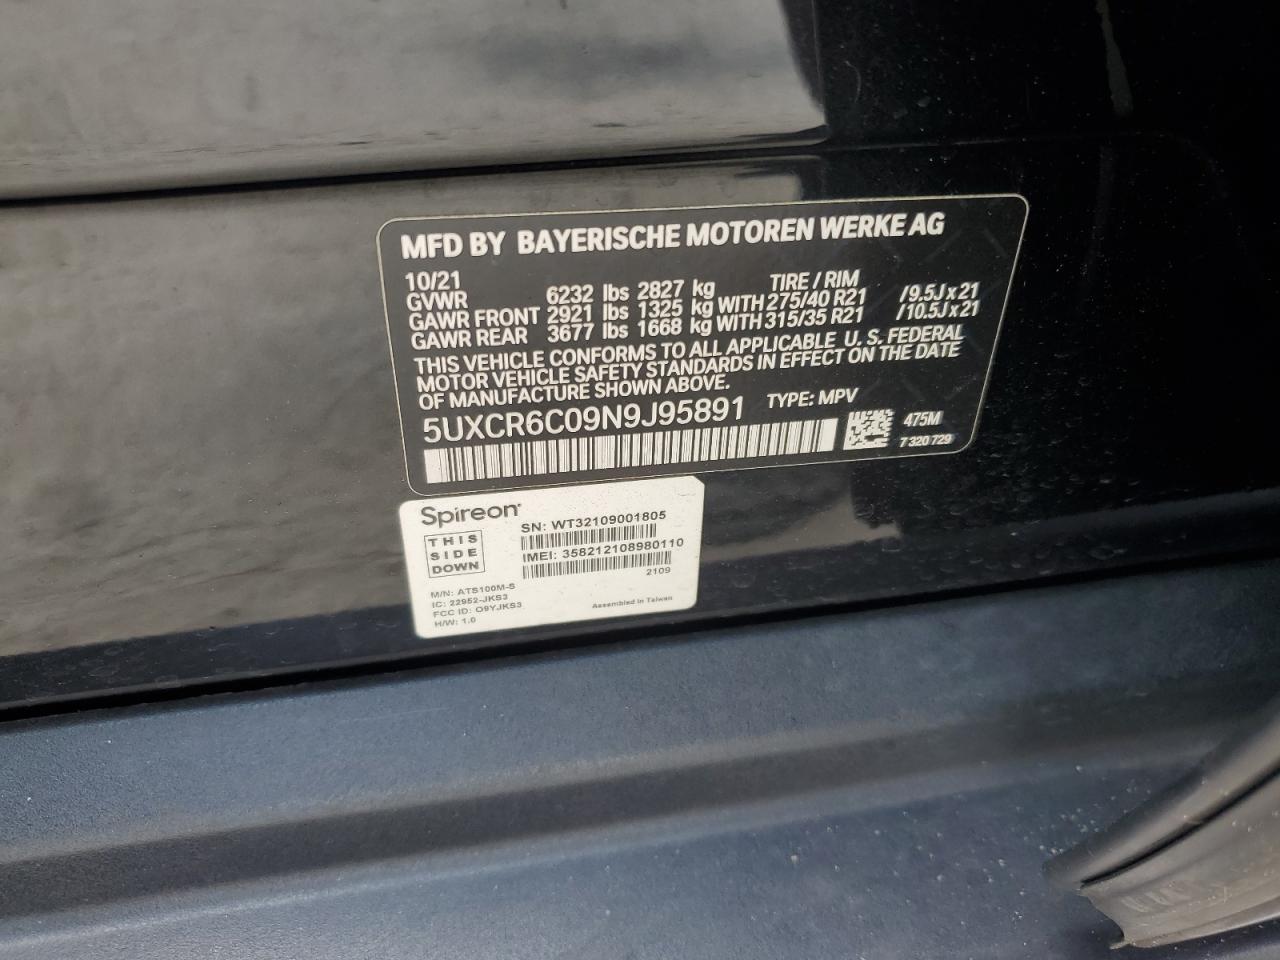 MFD BY BAYERISCHE MOTOREN WERKE AG
10/21 TIRE / RIM
GVWR 6232 lbs 2827 kg
GAWR FRONT 2921 lbs 1325 kg WITH 275/40 R21 / 9.5J x 21
GAWR REAR 3677 lbs 1668 kg WITH 315/35 R21 / 10.5J x 21
THIS VEHICLE CONFORMS TO ALL APPLICABLE U. S. FEDERAL
MOTOR VEHICLE SAFETY STANDARDS IN EFFECT ON THE DATE
OF MANUFACTURE SHOWN ABOVE.
5UXCR6C09N9J95891 TYPE: MPV
475M
7 320 729
Spireon
THIS
SIDE
DOWN
SN: WT32109001805
IMEI: 358212108980110
2109
M/N: ATS100M-S
IC: 22952-JKS3
FCC ID: O9YJKS3
H/W: 1.0
Assembled in Taiwan